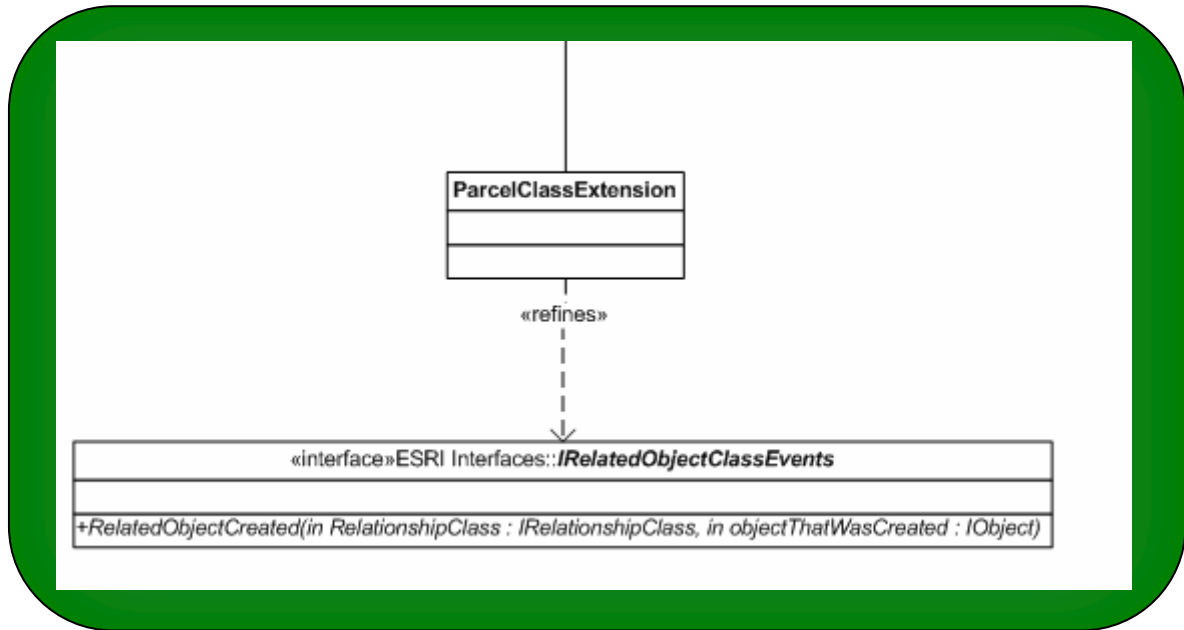 ParcelClassExtension
«refines»
«interface»ESRI Interfaces::IRelatedObjectClassEvents
+RelatedObjectCreated(in RelationshipClass : IRelationshipClass, in objectThatWasCreated : IObject)